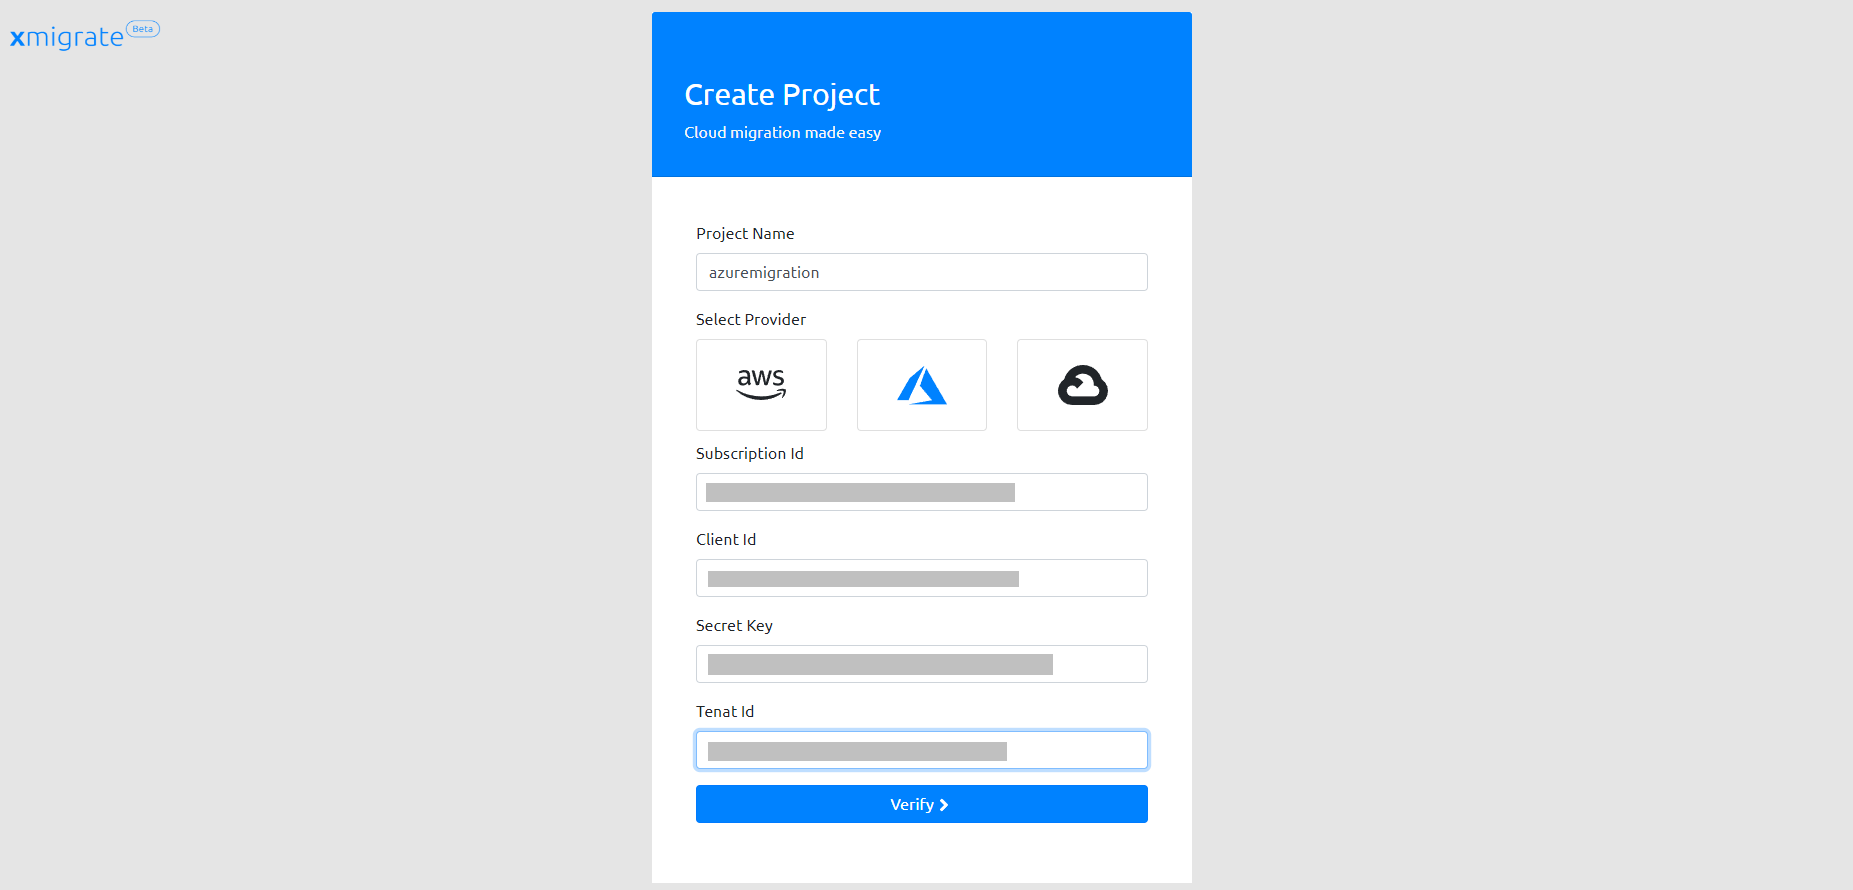 xmigrate Beta
Create Project
Cloud migration made easy
Project Name
azuremigration
Select Provider
aws
Subscription Id
Client Id
Secret Key
Tenat Id
Verify